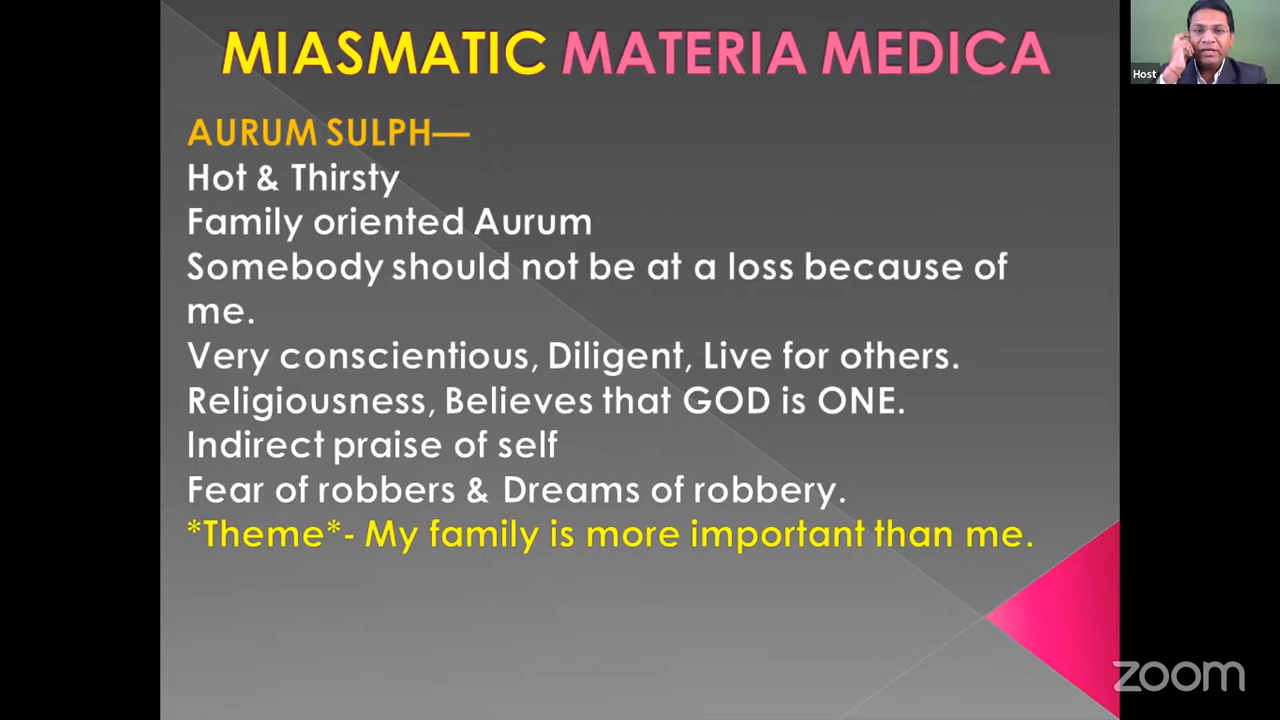 MIASMATIC MATERIA MEDICA
Host
AURUM SULPH—
Hot & Thirsty
Family oriented Aurum
Somebody should not be at a loss because of
me.
Very conscientious, Diligent, Live for others.
Religiousness, Believes that GOD is ONE.
Indirect praise of self
Fear of robbers & Dreams of robbery.
*Theme*- My family is more important than me.
zoom